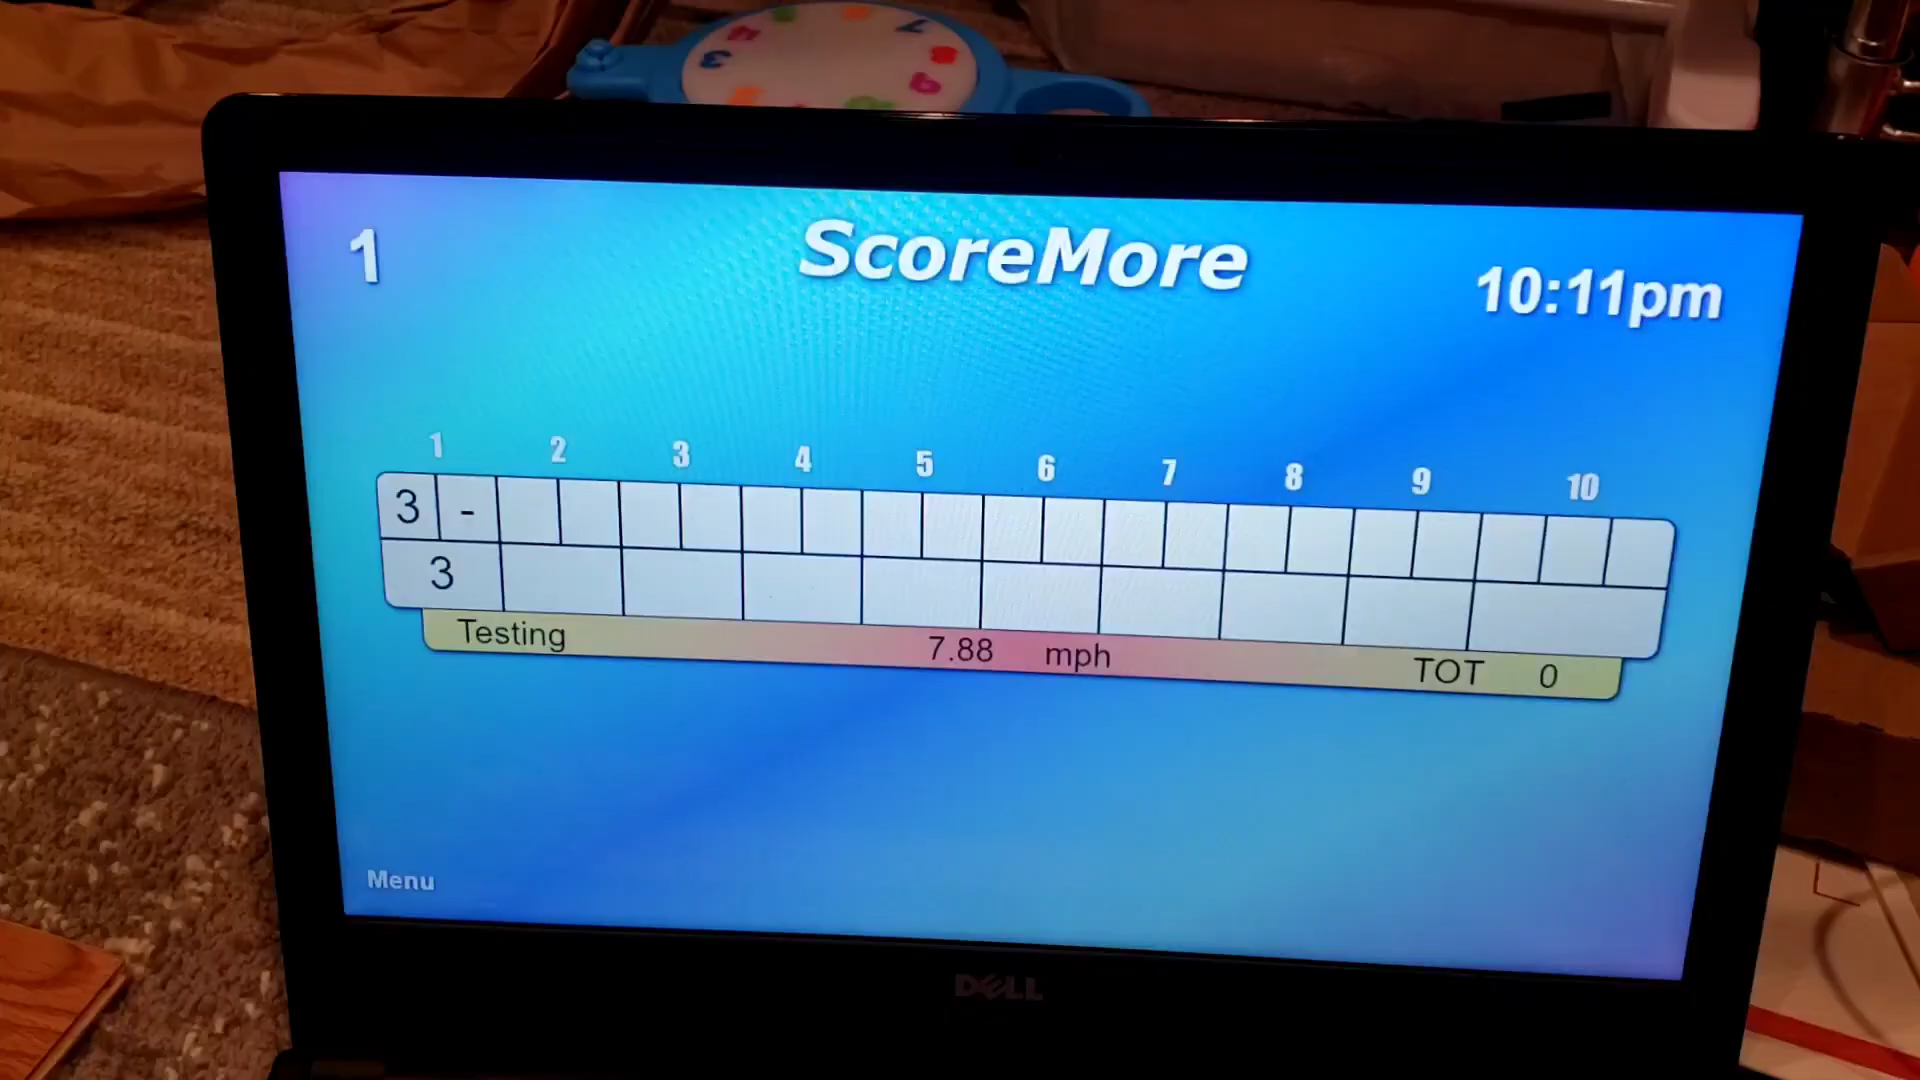 1
ScoreMore
10:11pm
1 2 3 4 5 6 7 8 9 10
3 -
3
Testing 7.88 mph TOT 0
Menu
DELL